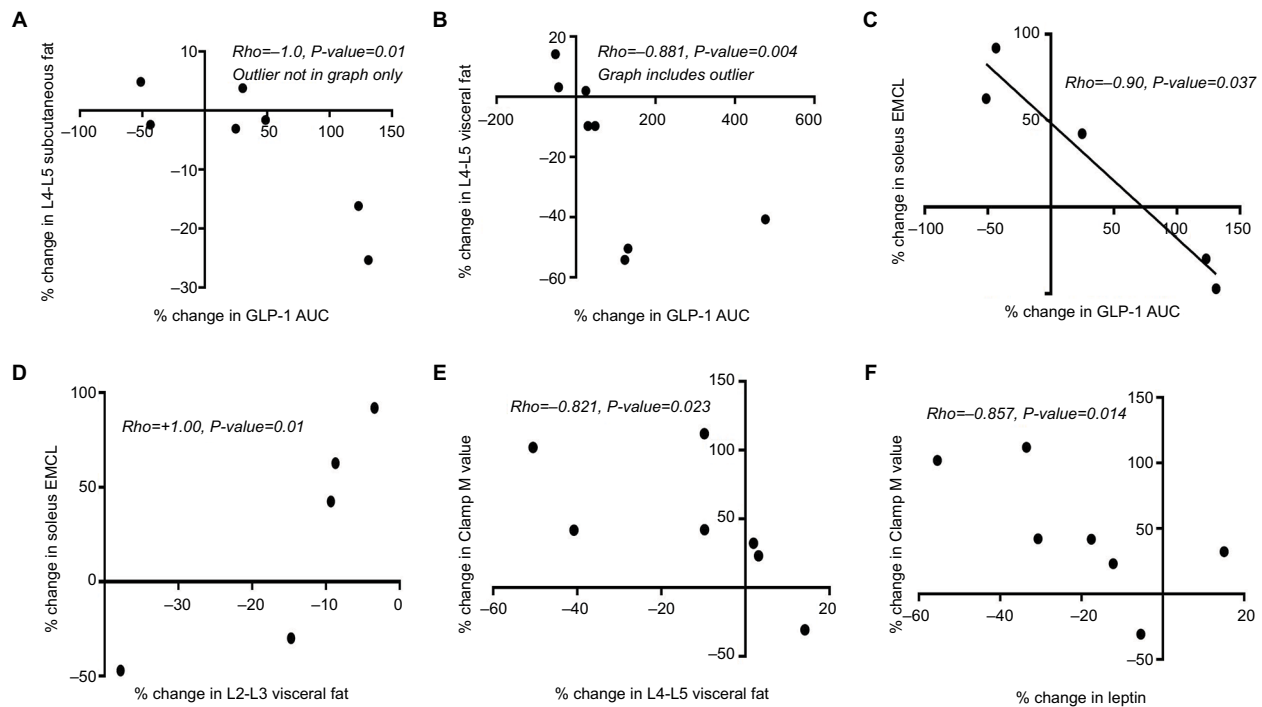 A
% change in L4-L5 subcutaneous fat
Rho=–1.0, P-value=0.01
Outlier not in graph only
10
–100
–50
50
100
150
–10
–20
–30
% change in GLP-1 AUC
B
% change in L4-L5 visceral fat
Rho=–0.881, P-value=0.004
Graph includes outlier
20
–200
200
400
600
–20
–40
–60
% change in GLP-1 AUC
C
% change in soleus EMCL
Rho=–0.90, P-value=0.037
100
50
–100
–50
50
100
150
% change in GLP-1 AUC
D
% change in soleus EMCL
Rho=+1.00, P-value=0.01
100
50
0
–30
–20
–10
0
–50
% change in L2-L3 visceral fat
E
% change in Clamp M value
Rho=–0.821, P-value=0.023
150
100
50
–60
–40
–20
20
–50
% change in L4-L5 visceral fat
F
% change in Clamp M value
Rho=–0.857, P-value=0.014
150
100
50
–60
–40
–20
20
–50
% change in leptin